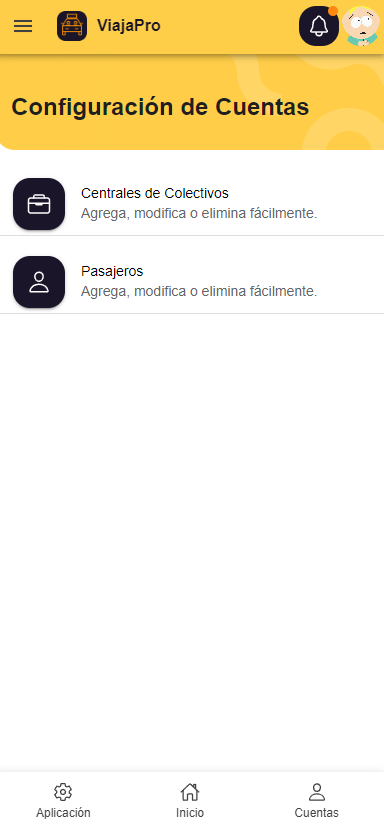 ViajaPro
Configuración de Cuentas
Centrales de Colectivos
Agrega, modifica o elimina fácilmente.
Pasajeros
Agrega, modifica o elimina fácilmente.
Aplicación
Inicio
Cuentas